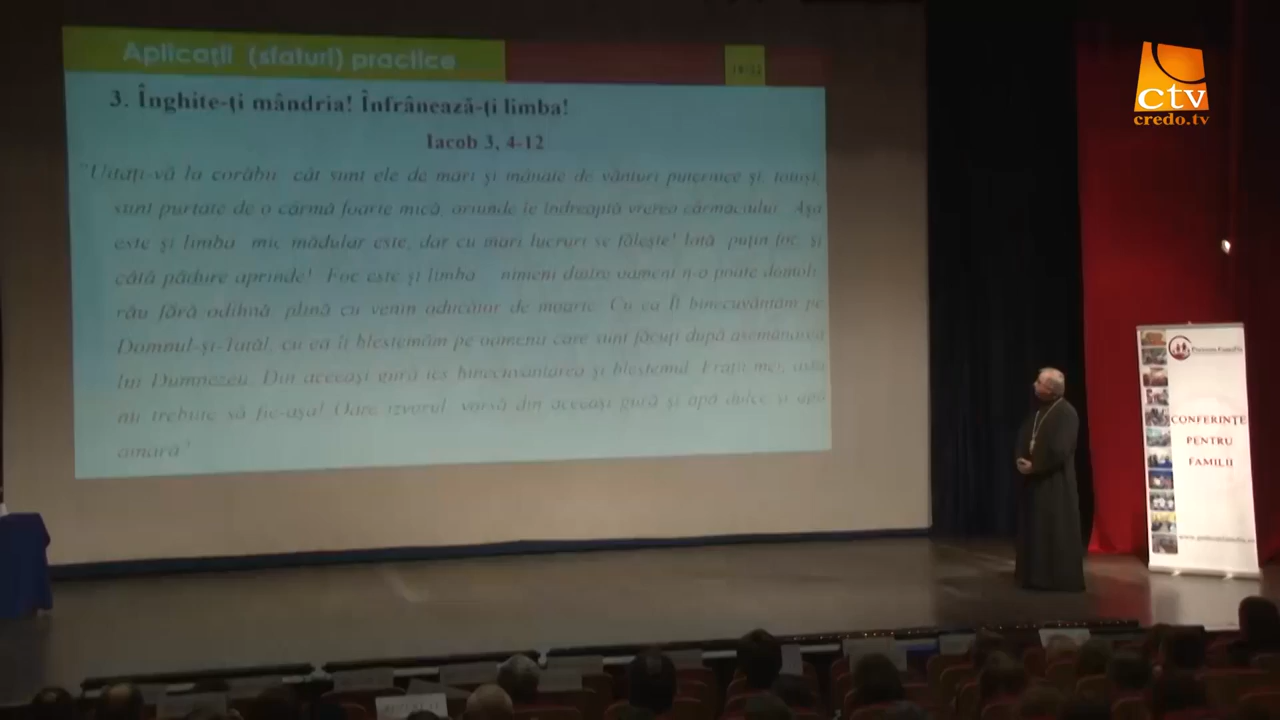 Aplicații (sfaturi) practice
18-22
3. Înghite-ți mândria! Înfrânează-ți limba!
Iacob 3, 4-12
"Uitați-vă la corăbii cât sunt ele de mari și mânate de vânturi puternice și, totuși,
sunt purtate de o cârmă foarte mică, oriunde le îndreaptă vrerea cârmaciului. Așa
este și limba mic mădular este, dar cu mari lucruri se fălește! Iată puțin foc și
câtă pădure aprinde! Foc este și limba nimeni dintre oameni n-o poate domoli
rău fără odihnă plină cu venin aducător de moarte. Cu ea Îl binecuvântăm pe
Domnul-și-Tatăl, cu ea îi blestemăm pe oamenii care sunt făcuți după asemănarea
lui Dumnezeu. Din aceeași gură ies binecuvântarea și blestemul. Frații mei,
nu trebuie să fie-așa! Oare izvorul varsă din aceeași gură și apă dulce și apă
amară?
ctv
credo.tv
CONFERINȚE
PENTRU
FAMILII